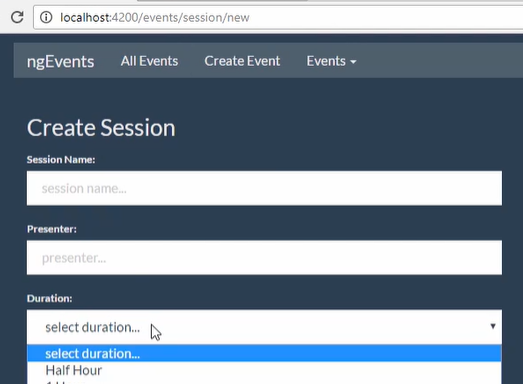 localhost:4200/events/session/new
ngEvents All Events Create Event Events
Create Session
Session Name:
session name...
Presenter:
presenter...
Duration:
select duration...
select duration...
Half Hour